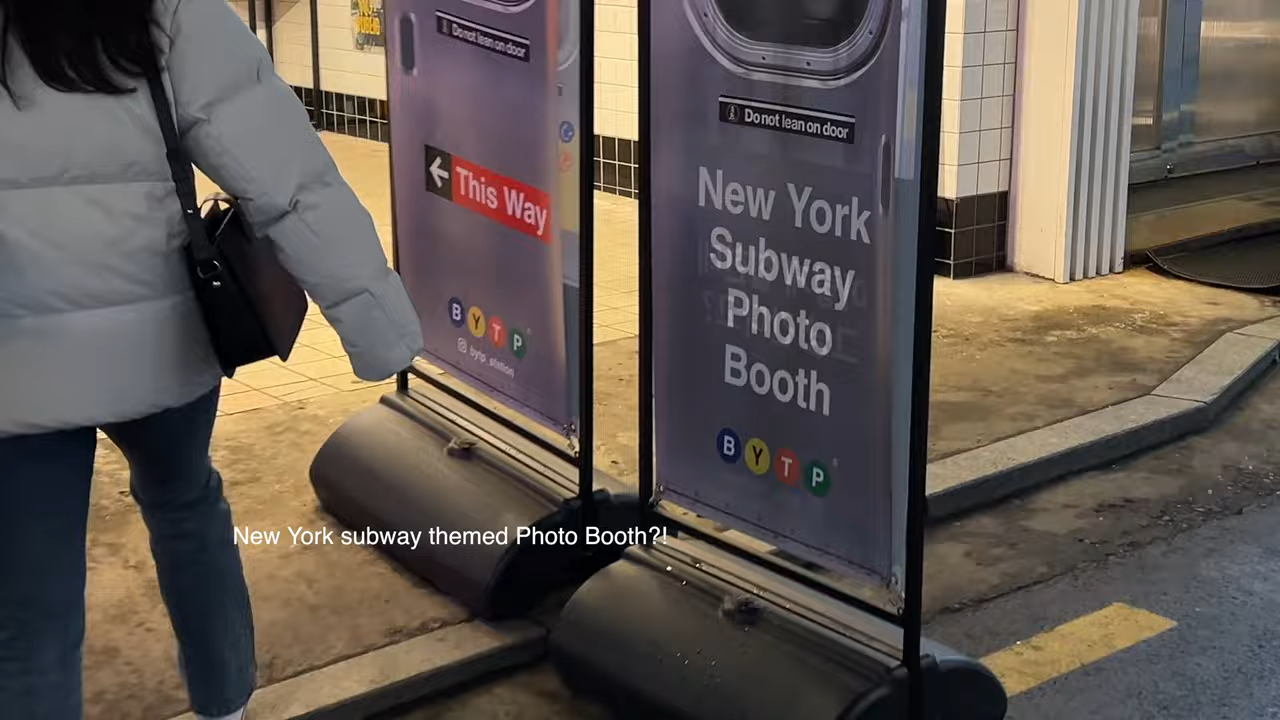 Do not lean on door
This Way
B Y T P
bytp_station
Do not lean on door
New York
Subway
Photo
Booth
B Y T P
New York subway themed Photo Booth?!